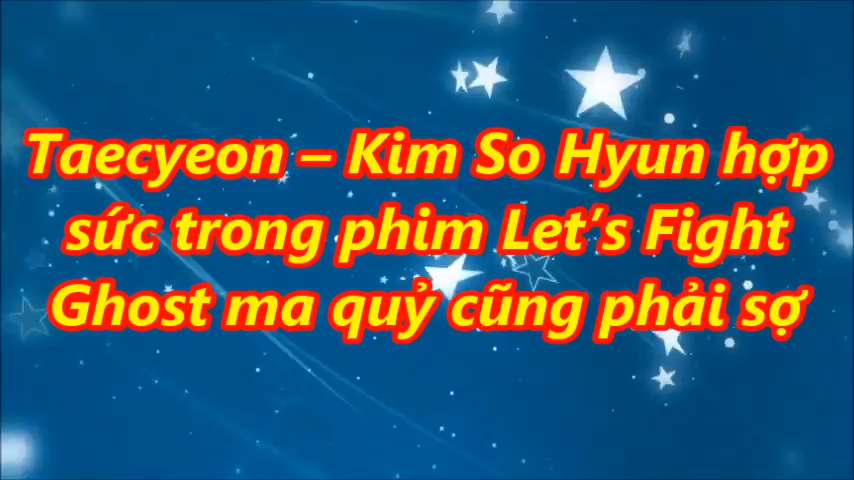 Taecyeon – Kim So Hyun hợp
sức trong phim Let’s Fight
Ghost ma quỷ cũng phải sợ